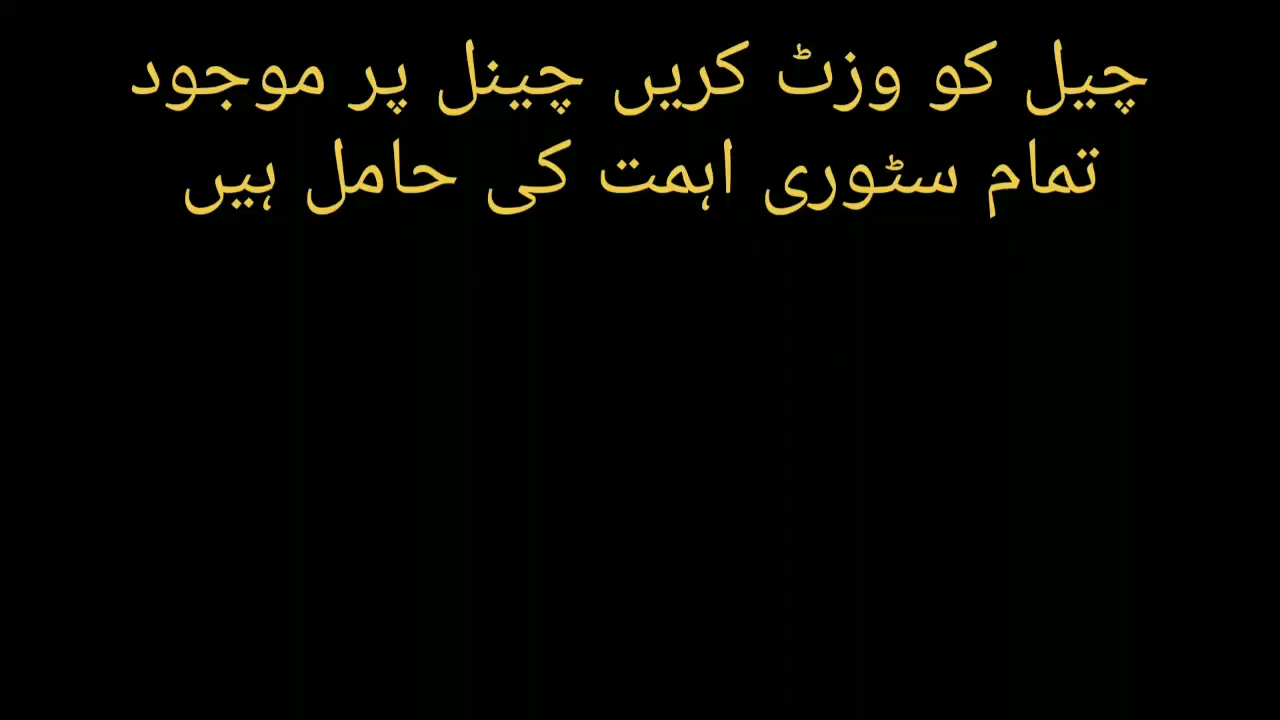 چیل کو وزٹ کریں چینل پر موجود
تمام سٹوری اہمت کی حامل ہیں